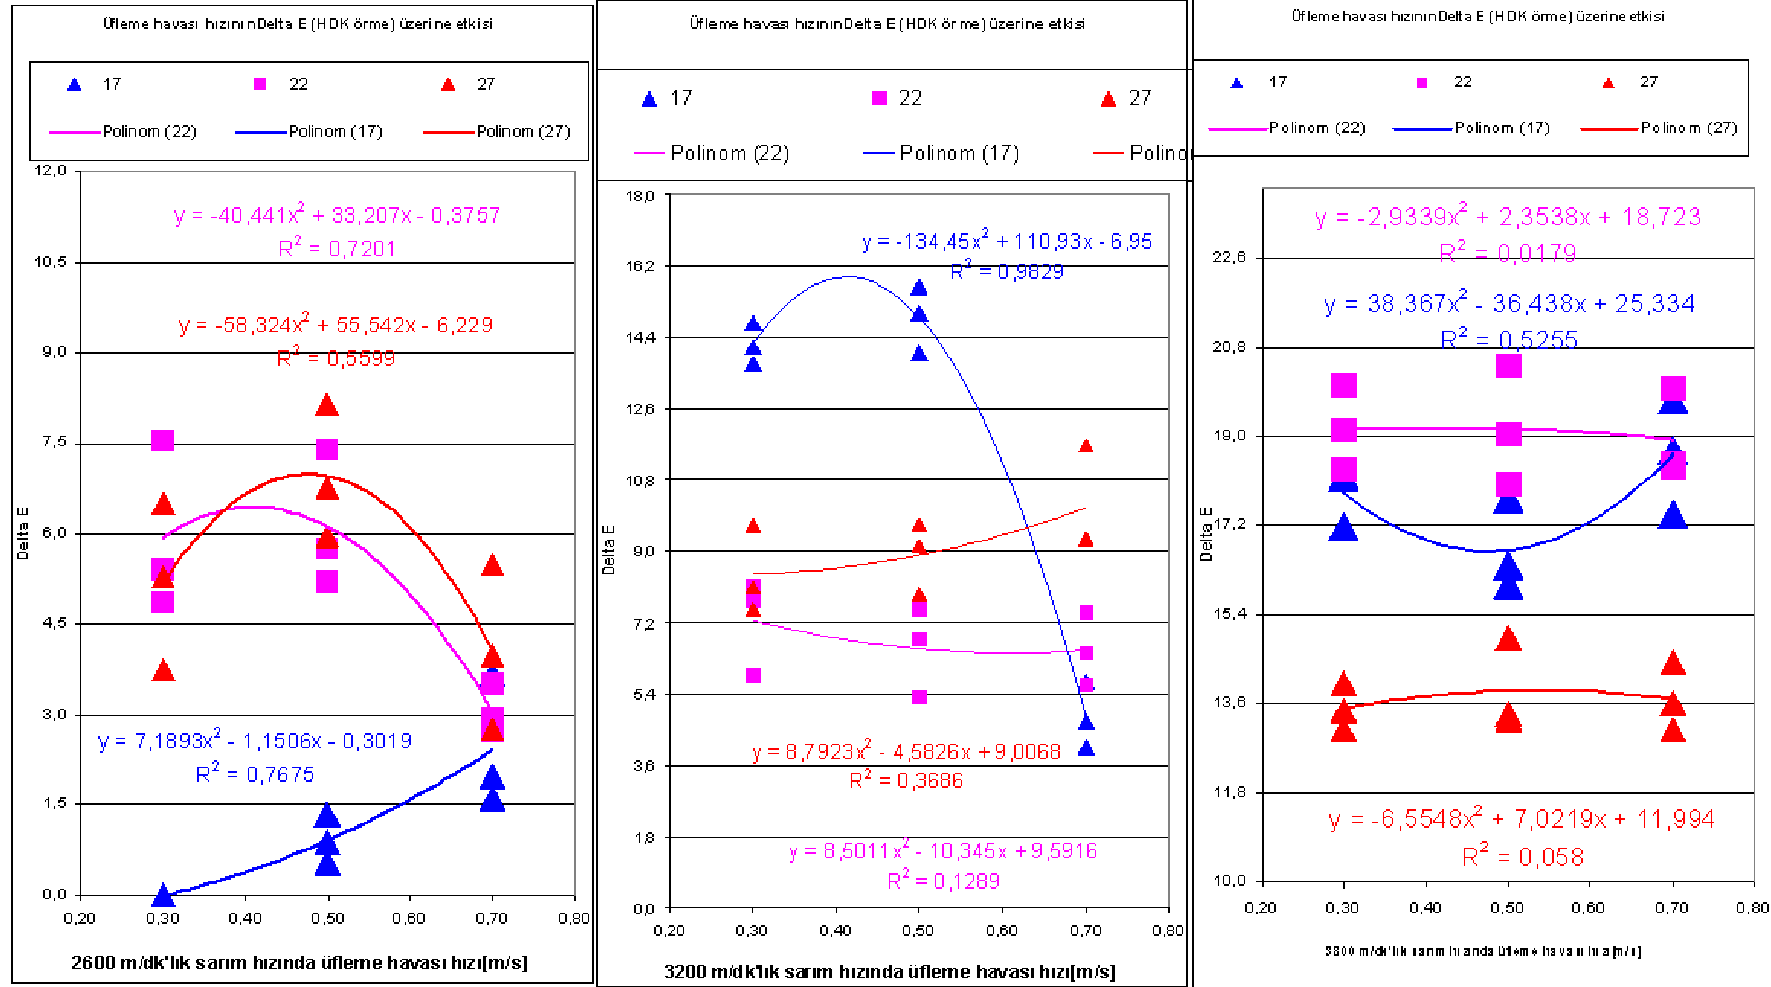 Üfleme havası hızının Delta E (HDK örme) üzerine etkisi
17 22 27
Polinom (22) Polinom (17) Polinom (27)
12,0
10,5
9,0
7,5
6,0
4,5
3,0
1,5
0,0
Delta E
y = -40,441x² + 33,207x - 0,3757
R² = 0,7201
y = -58,324x² + 55,542x - 6,229
R² = 0,5599
y = 7,1893x² - 1,1506x - 0,3019
R² = 0,7675
0,20 0,30 0,40 0,50 0,60 0,70 0,80
2600 m/dk'lık sarım hızında üfleme havası hızı[m/s]
Üfleme havası hızının Delta E (HDK örme) üzerine etkisi
17 22 27
Polinom (22) Polinom (17) Polino
18,0
16,2
14,4
12,6
10,8
9,0
7,2
5,4
3,6
1,8
0,0
Delta E
y = -134,45x² + 110,93x - 6,95
R² = 0,9829
y = 8,7923x² - 4,5826x + 9,0068
R² = 0,3686
y = 8,5011x² - 10,345x + 9,5916
R² = 0,1289
0,20 0,30 0,40 0,50 0,60 0,70 0,80
3200 m/dk'lık sarım hızında üfleme havası hızı[m/s]
Üfleme havası hızının Delta E (HDK örme) üzerine etkisi
17 22 27
Polinom (22) Polinom (17) Polinom (27)
22,6
20,8
19,0
17,2
15,4
13,6
11,8
10,0
Delta E
y = -2,9339x² + 2,3538x + 18,723
R² = 0,0179
y = 38,367x² - 36,438x + 25,334
R² = 0,5255
y = -6,5548x² + 7,0219x + 11,994
R² = 0,058
0,20 0,30 0,40 0,50 0,60 0,70 0,80
3800 m/dk'lık sarım hızında üfleme havası hızı[m/s]